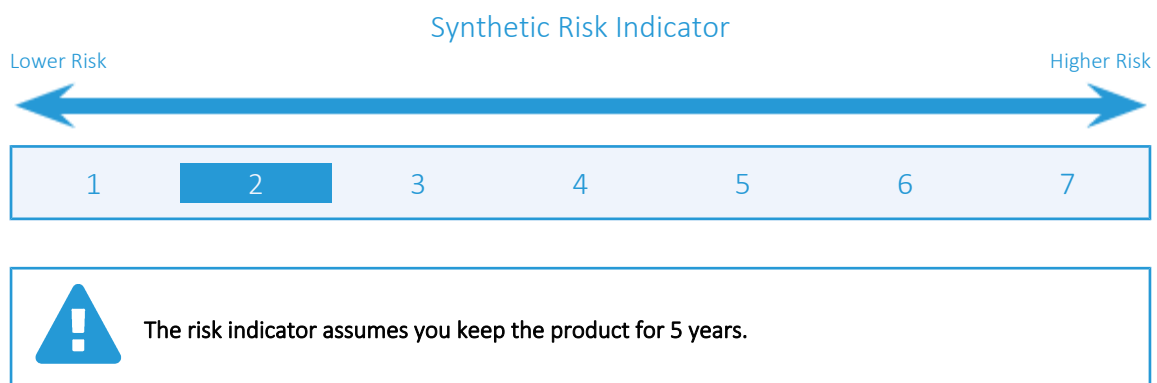 Synthetic Risk Indicator
Lower Risk Higher Risk
1 2 3 4 5 6 7
The risk indicator assumes you keep the product for 5 years.